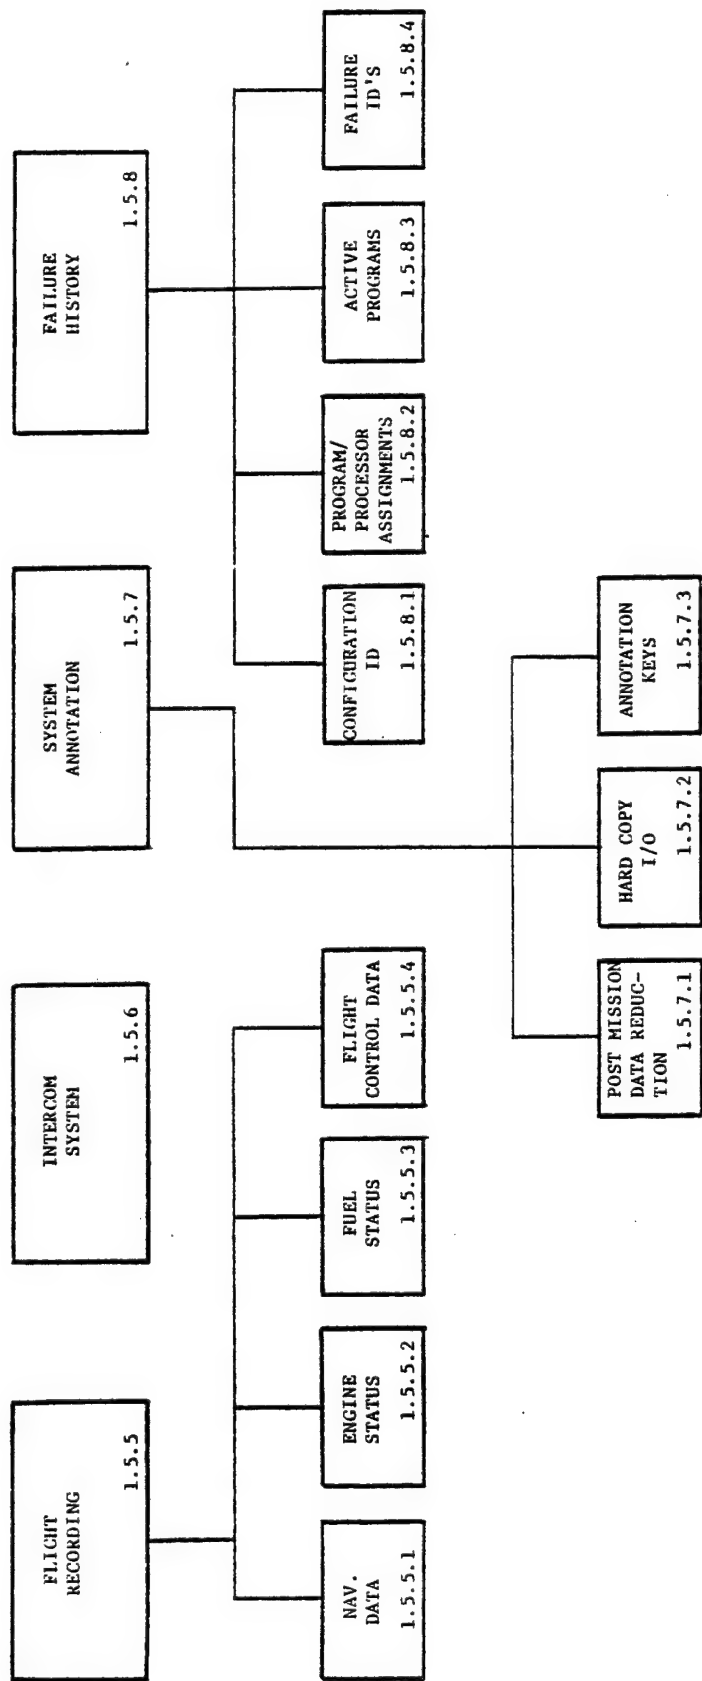 FLIGHT
RECORDING
1.5.5
INTERCOM
SYSTEM
1.5.6
SYSTEM
ANNOTATION
1.5.7
FAILURE
HISTORY
1.5.8
NAV.
DATA
1.5.5.1
ENGINE
STATUS
1.5.5.2
FUEL
STATUS
1.5.5.3
FLIGHT
CONTROL DATA
1.5.5.4
CONFIGURATION
ID
1.5.8.1
PROGRAM/
PROCESSOR
ASSIGNMENTS
1.5.8.2
ACTIVE
PROGRAMS
1.5.8.3
FAILURE
ID'S
1.5.8.4
POST MISSION
DATA REDUC-
TION
1.5.7.1
HARD COPY
I/O
1.5.7.2
ANNOTATION
KEYS
1.5.7.3